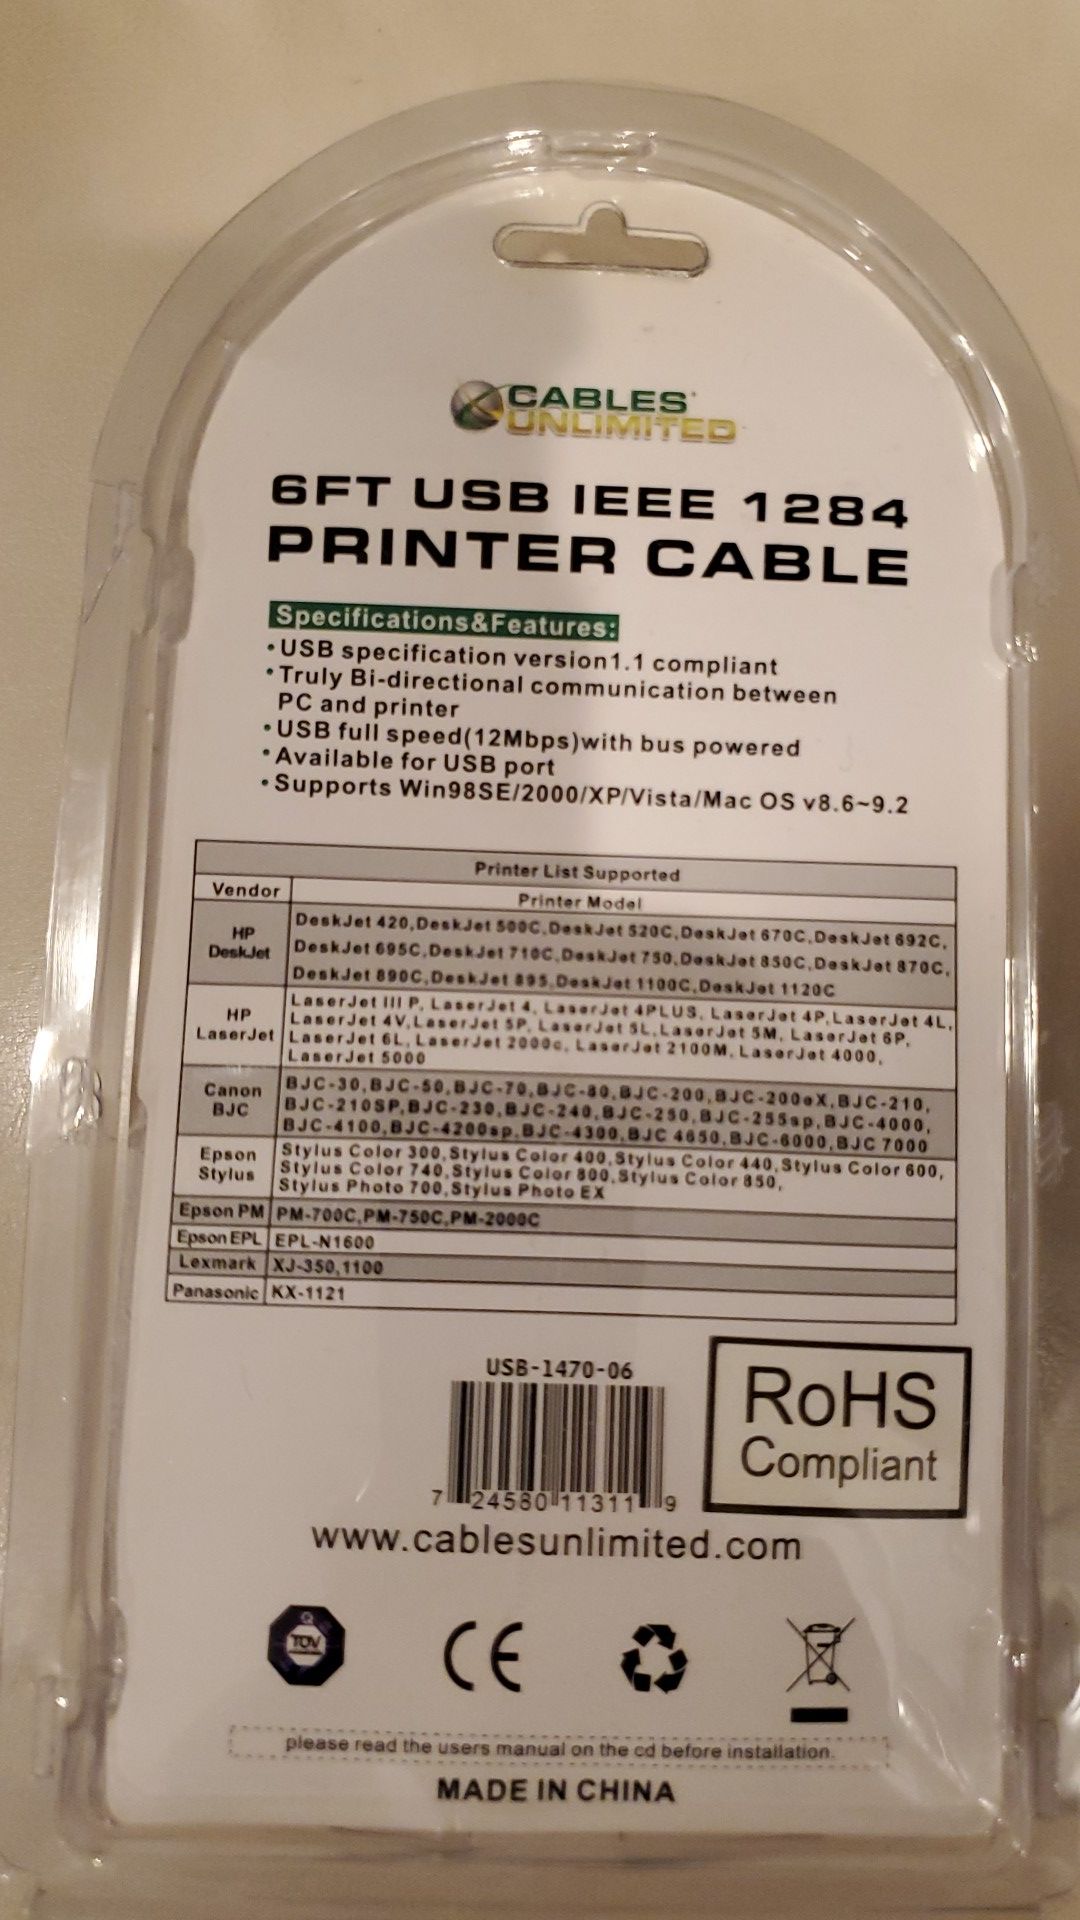 CABLES
UNLIMITED
6FT USB IEEE 1284
PRINTER CABLE
Specifications&Features:
•USB specification version1.1 compliant
•Truly Bi-directional communication between
PC and printer
•USB full speed(12Mbps)with bus powered
•Available for USB port
•Supports Win98SE/2000/XP/Vista/Mac OS v8.6~9.2
Printer List Supported
Vendor Printer Model
HP DeskJet
DeskJet 420,DeskJet 500C,DeskJet 520C,DeskJet 670C,DeskJet 692C,
DeskJet 695C,DeskJet 710C,DeskJet 750,DeskJet 850C,DeskJet 870C,
DeskJet 890C,DeskJet 895,DeskJet 1100C,DeskJet 1120C
HP LaserJet
LaserJet III P, LaserJet 4, LaserJet 4PLUS, LaserJet 4P,LaserJet 4L,
LaserJet 4V,LaserJet 5P, LaserJet 5L,LaserJet 5M, LaserJet 6P,
LaserJet 6L, LaserJet 2000c, LaserJet 2100M, LaserJet 4000,
LaserJet 5000
Canon BJC
BJC-30,BJC-50,BJC-70,BJC-80,BJC-200,BJC-200eX,BJC-210,
BJC-210SP,BJC-230,BJC-240,BJC-250,BJC-255sp,BJC-4000,
BJC-4100,BJC-4200sp,BJC-4300,BJC 4650,BJC-6000,BJC 7000
Epson Stylus
Stylus Color 300,Stylus Color 400,Stylus Color 440,Stylus Color 600,
Stylus Color 740,Stylus Color 800,Stylus Color 850,
Stylus Photo 700,Stylus Photo EX
Epson PM PM-700C,PM-750C,PM-2000C
Epson EPL EPL-N1600
Lexmark XJ-350,1100
Panasonic KX-1121
USB-1470-06
7 24580 11311 9
RoHS
Compliant
www.cablesunlimited.com
TÜV
CE
please read the users manual on the cd before installation.
MADE IN CHINA